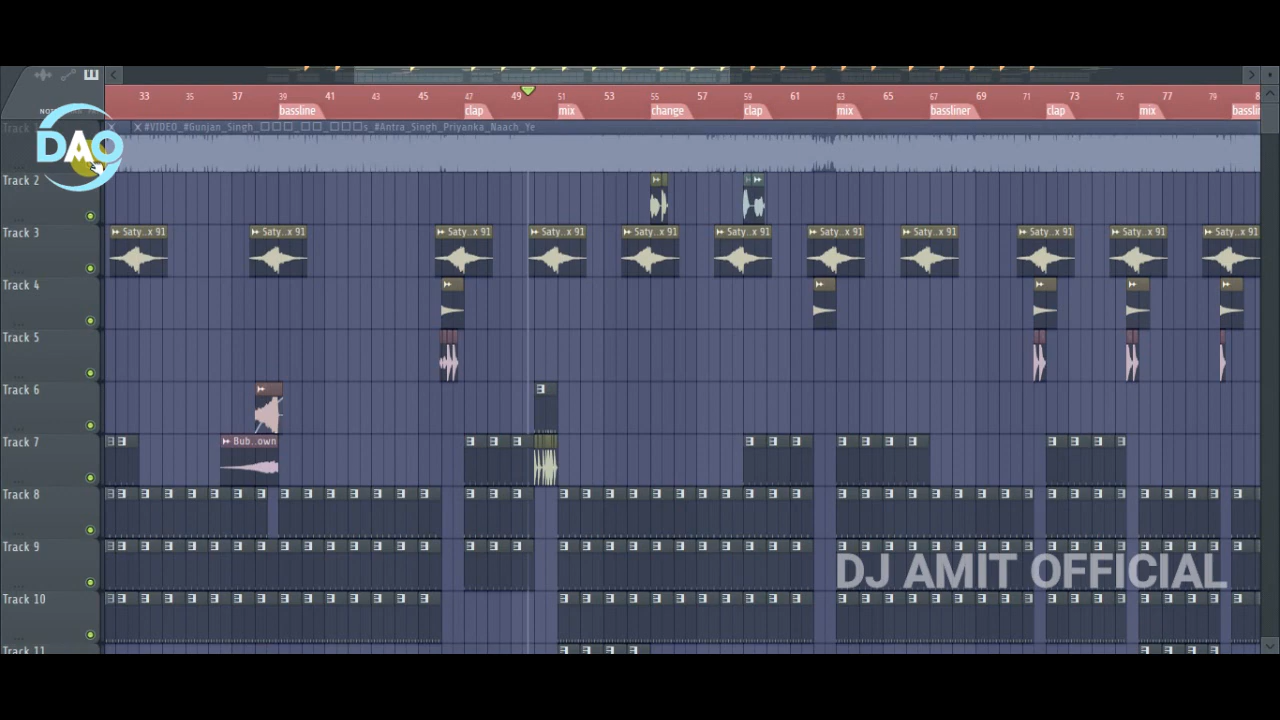 33 35 37 39 41 43 45 47 49 51 53 55 57 59 61 63 65 67 69 71 73 75 77 79
bassline clap mix change clap mix bassliner clap mix basslin
Track 1 #VIDEO_#Gunjan_Singh_□□□_□□_□□□s_#Antra_Singh_Priyanka_Naach_Ye
DAO
Track 2
Track 3 Saty..x 91 Saty..x 91 Saty..x 91 Saty..x 91 Saty..x 91 Saty..x 91 Saty..x 91 Saty..x 91 Saty..x 91 Saty..x 91 Saty..x 91
Track 4
Track 5
Track 6
Track 7 Bub..own
Track 8
Track 9
DJ AMIT OFFICIAL
Track 10
Track 11